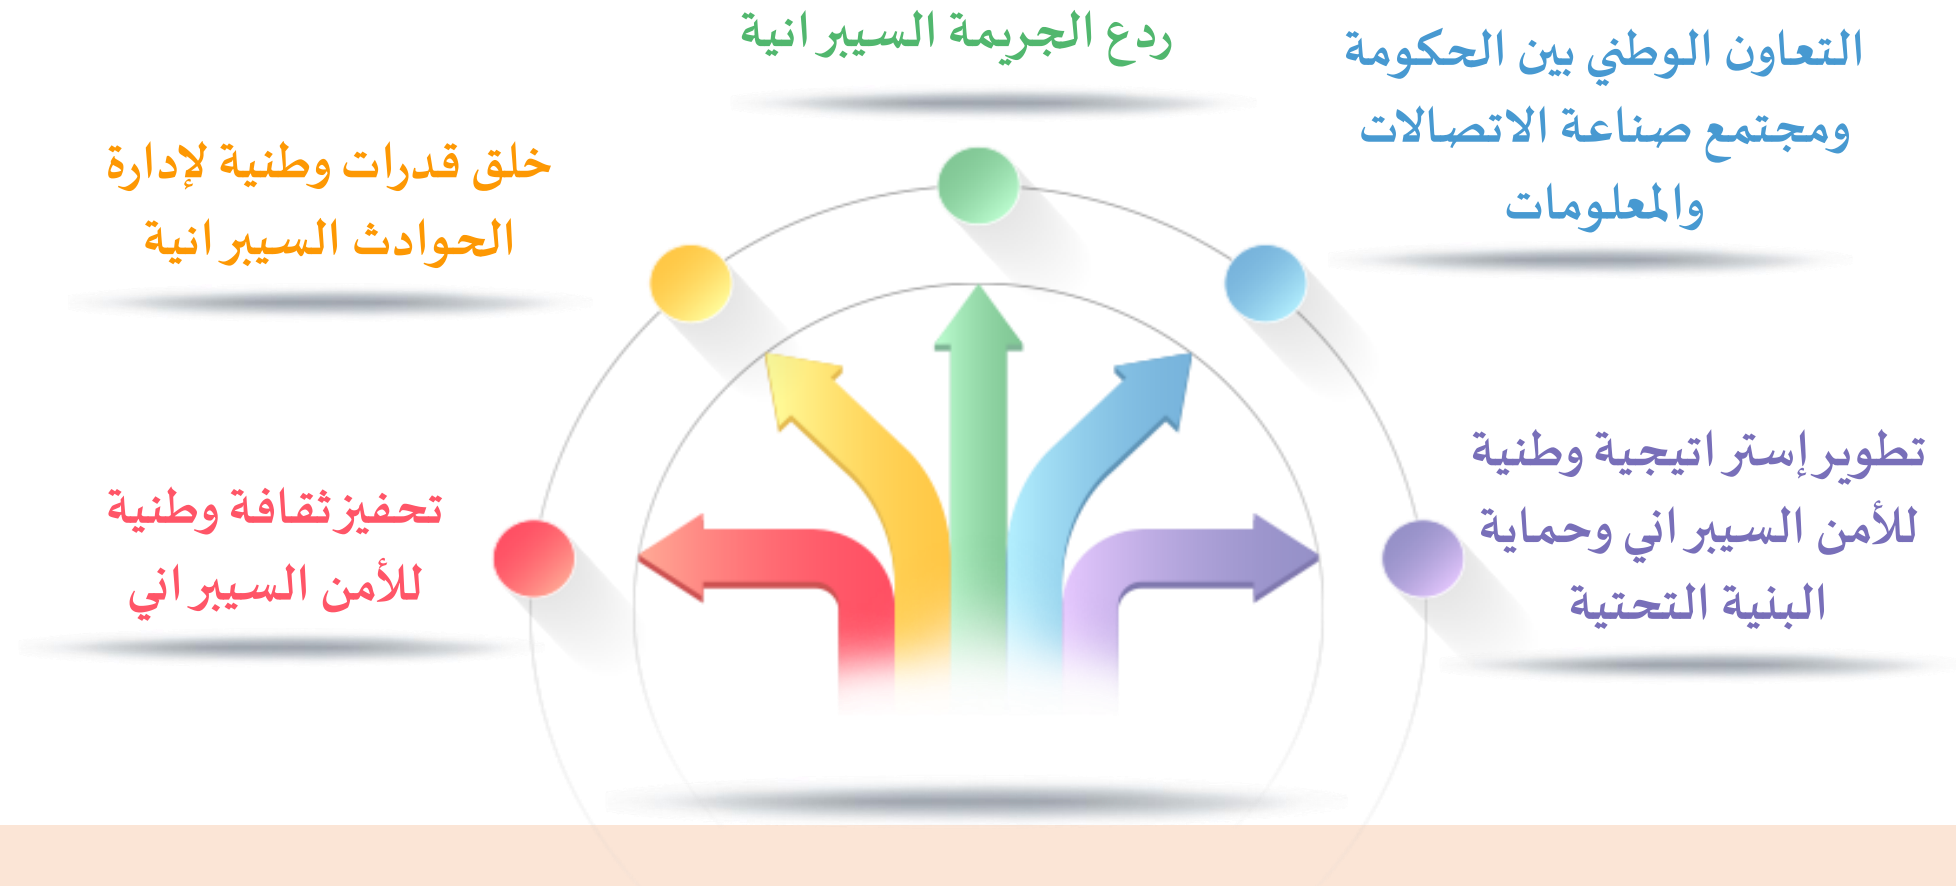 ردع الجريمة السيبرانية
التعاون الوطني بين الحكومة
ومجتمع صناعة الاتصالات
والمعلومات
خلق قدرات وطنية لإدارة
الحوادث السيبرانية
تطوير إستراتيجية وطنية
للأمن السيبراني وحماية
البنية التحتية
تحفيز ثقافة وطنية
للأمن السيبراني